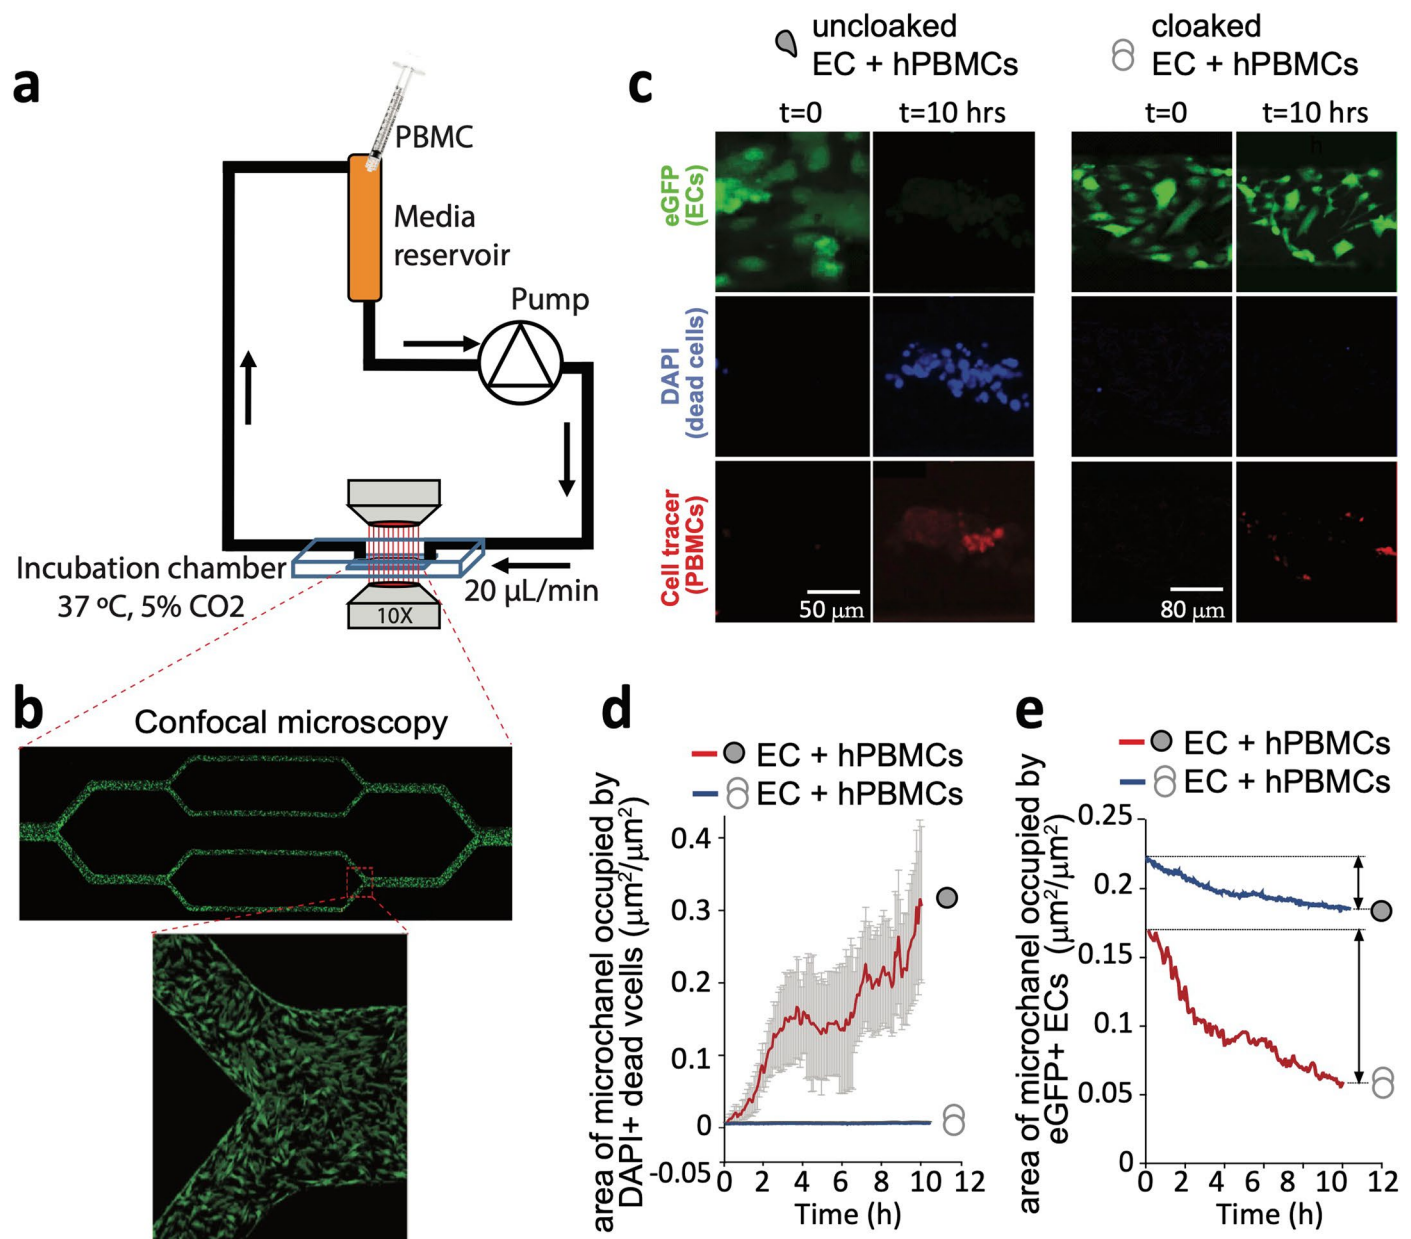 a
PBMC
Media
reservoir
Pump
Incubation chamber
37 ºC, 5% CO2
20 µL/min
10X
b
Confocal microscopy
c
uncloaked
EC + hPBMCs
cloaked
EC + hPBMCs
t=0
t=10 hrs
t=0
t=10 hrs
h
eGFP
(ECs)
DAPI
(dead cells)
Cell tracer
(PBMCs)
50 µm
80 µm
d
EC + hPBMCs
EC + hPBMCs
area of microchanel occupied by
DAPI+ dead vcells (µm²/µm²)
0.4
0.3
0.2
0.1
0
-0.05
0 2 4 6 8 10 12
Time (h)
e
EC + hPBMCs
EC + hPBMCs
area of microchanel occupied by
eGFP+ ECs (µm²/µm²)
0.25
0.2
0.15
0.1
0.05
0
0 2 4 6 8 10 12
Time (h)